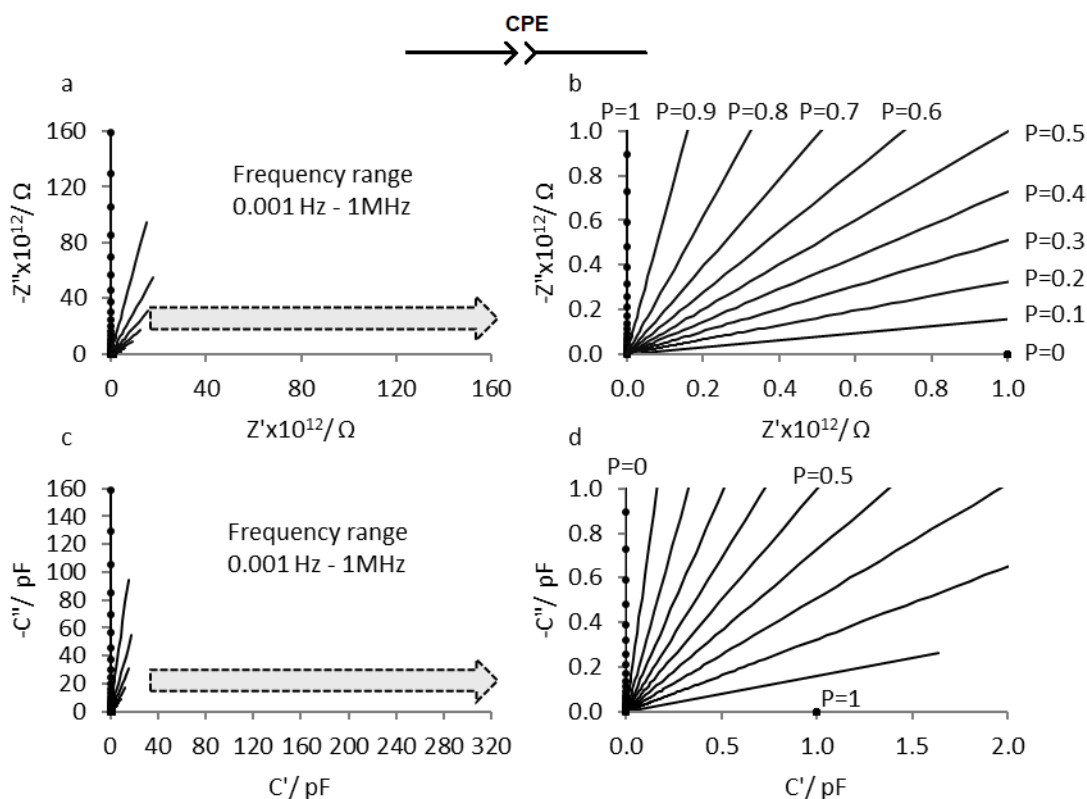 CPE
a
160
120
80
40
0
-Z"x10¹²/ Ω
Frequency range
0.001 Hz - 1MHz
0 40 80 120 160
Z'x10¹²/ Ω
b
P=1 P=0.9 P=0.8 P=0.7 P=0.6
P=0.5
P=0.4
P=0.3
P=0.2
P=0.1
P=0
1.0
0.8
0.6
0.4
0.2
0.0
-Z"x10¹²/ Ω
0.0 0.2 0.4 0.6 0.8 1.0
Z'x10¹²/ Ω
c
160
140
120
100
80
60
40
20
0
-C"/ pF
Frequency range
0.001 Hz - 1MHz
0 40 80 120 160 200 240 280 320
C'/ pF
d
P=0
P=0.5
P=1
1.0
0.8
0.6
0.4
0.2
0.0
-C"/ pF
0.0 0.5 1.0 1.5 2.0
C'/ pF